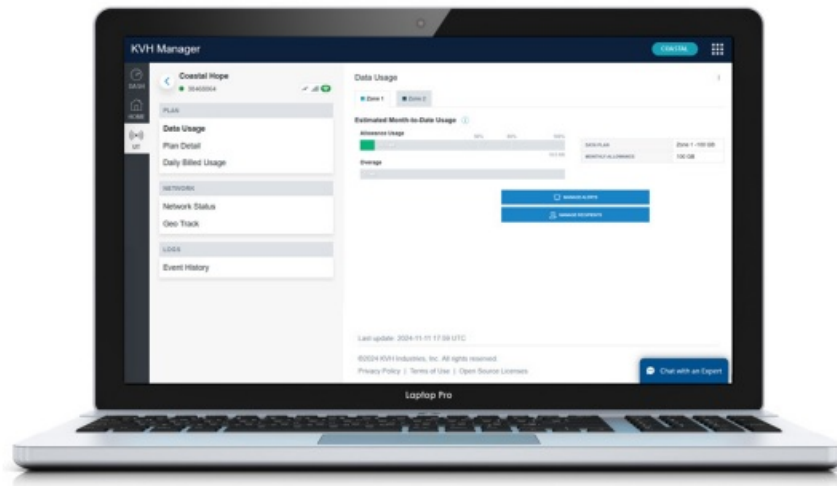 KVH Manager
COASTAL
DASH
HOME
Coastal Hope
PLAN
Data Usage
Plan Detail
Daily Billed Usage
NETWORK
Network Status
Geo Track
LOGS
Event History
Data Usage
Zone 1
Zone 2
Estimated Month-to-Date Usage
Allowance Usage
100%
Overage
DATA PLAN
Zone 1 -100 GB
MONTHLY ALLOWANCE
100 GB
MANAGE ALERTS
MANAGE RECIPIENTS
Last update: 2024-11-11 17:59 UTC
©2024 KVH Industries, Inc. All rights reserved.
Privacy Policy | Terms of Use | Open Source Licenses
Chat with an Expert
Laptop Pro